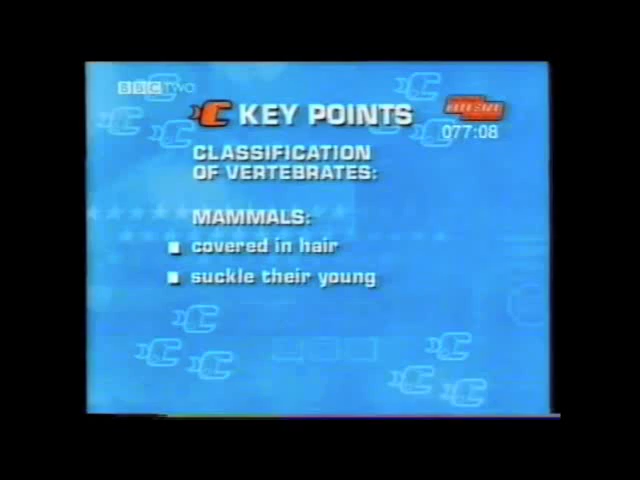 BBC TWO
KEY POINTS
077:08
CLASSIFICATION
OF VERTEBRATES:
MAMMALS:
covered in hair
suckle their young